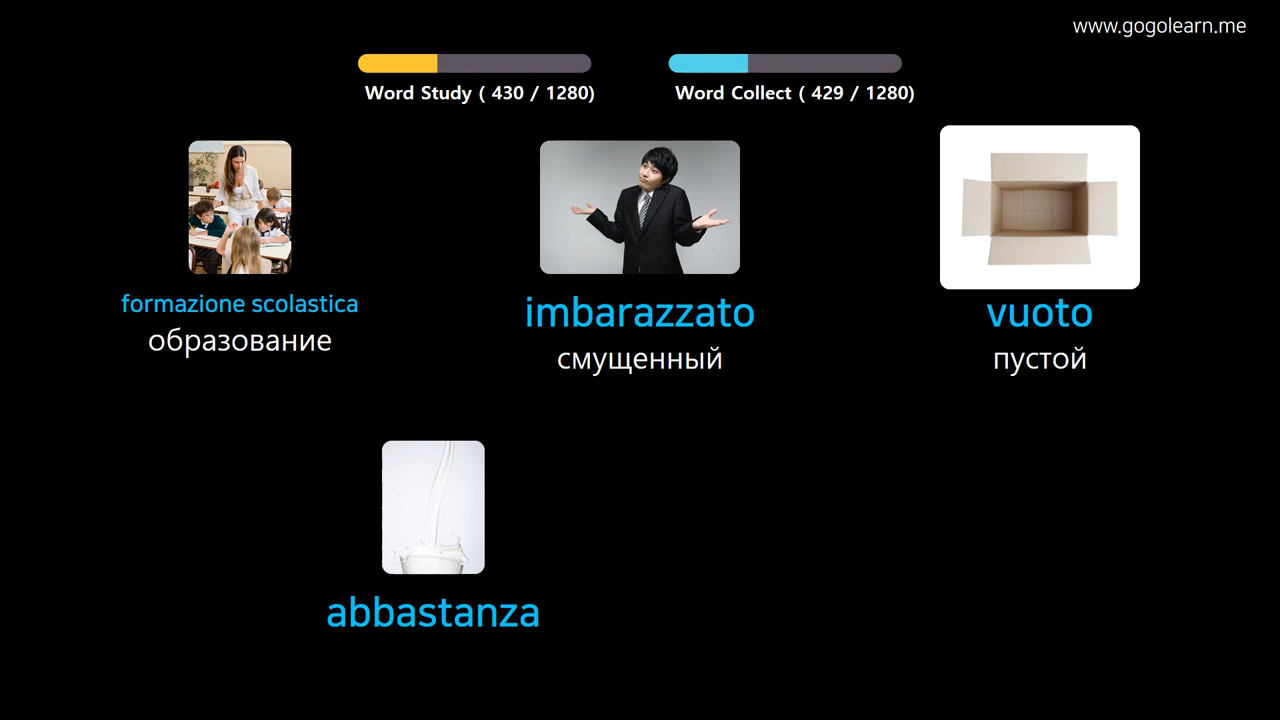 www.gogolearn.me
Word Study ( 430 / 1280)
Word Collect ( 429 / 1280)
formazione scolastica
образование
imbarazzato
смущенный
vuoto
пустой
abbastanza